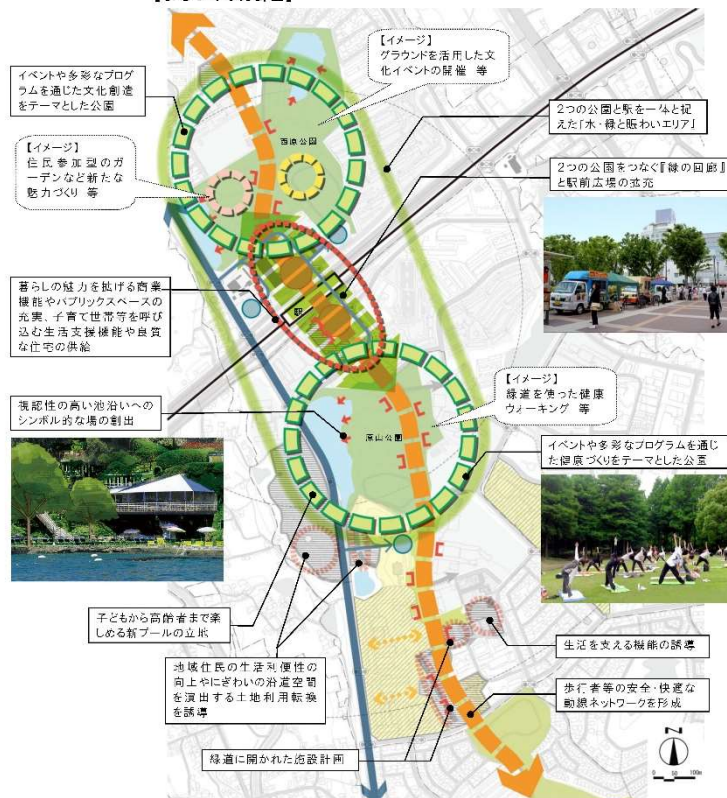 イベントや多彩なプログ
ラムを通じた文化創造
をテーマとした公園
【イメージ】
グラウンドを活用した文
化イベントの開催 等
【イメージ】
住民参加型のガ
ーデンなど新たな
魅力づくり 等
西原公園
2つの公園と駅を一体と捉
えた「水・緑と賑わいエリア」
2つの公園をつなぐ『緑の回廊』
と駅前広場の拡充
暮らしの魅力を拡げる商業
機能やパブリックスペースの
充実、子育て世帯等を呼び
込む生活支援機能や良質
な住宅の供給
駅
視認性の高い池沿いへの
シンボル的な場の創出
【イメージ】
緑道を使った健康
ウォーキング 等
原山公園
イベントや多彩なプログラムを通じ
た健康づくりをテーマとした公園
子どもから高齢者まで楽
しめる新プールの立地
地域住民の生活利便性の
向上やにぎわいの沿道空間
を演出する土地利用転換
を誘導
生活を支える機能の誘導
歩行者等の安全・快適な
動線ネットワークを形成
緑道に開かれた施設計画
N
0 50 100m